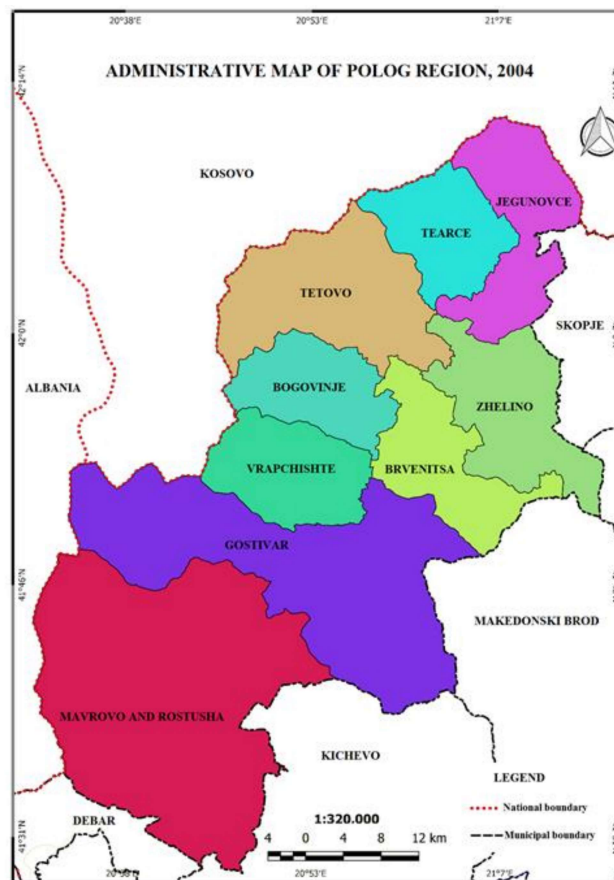 20°38'E
20°53'E
21°7'E
42°14'N
ADMINISTRATIVE MAP OF POLOG REGION, 2004
KOSOVO
JEGUNOVCE
TEARCE
TETOVO
42°0'N
SKOPJE
ALBANIA
BOGOVINJE
ZHELINO
VRAPCHISHTE
BRVENITSA
GOSTIVAR
41°46'N
MAKEDONSKI BROD
MAVROVO AND ROSTUSHA
KICHEVO
LEGEND
National boundary
Municipal boundary
DEBAR
1:320.000
4 0 4 8 12 km
41°31'N
20°53'E
21°7'E